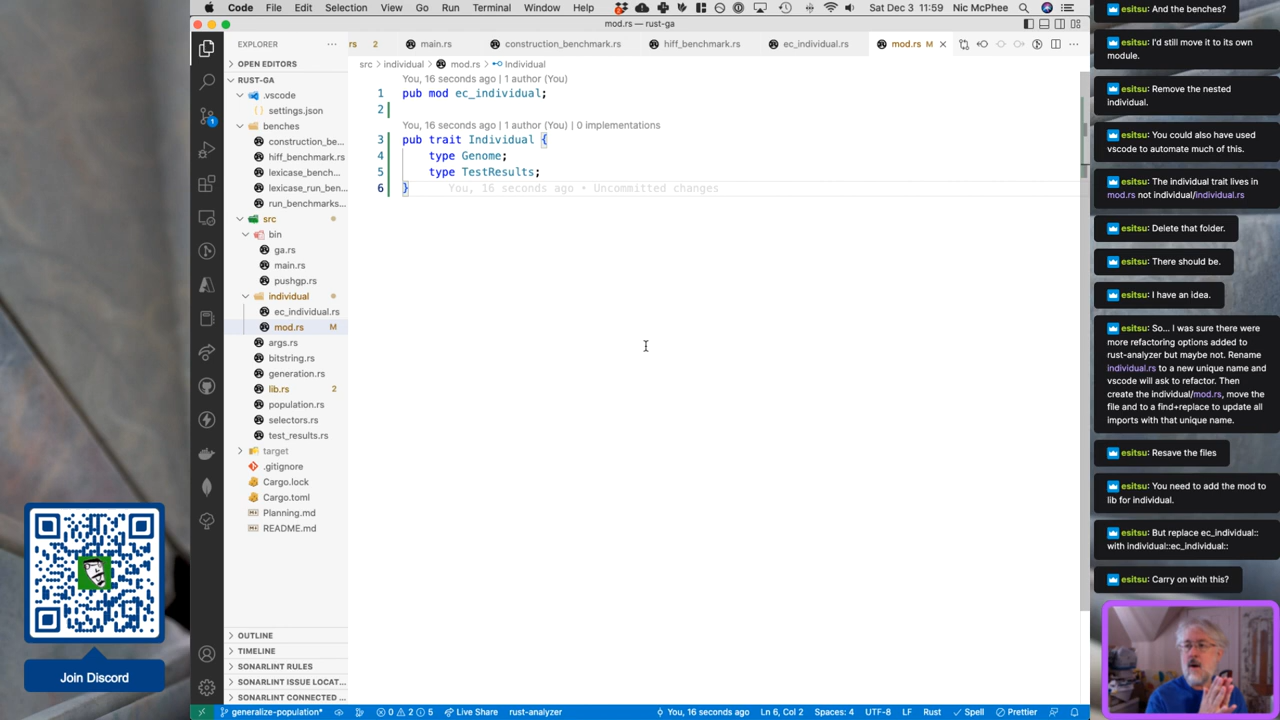 Code File Edit Selection View Go Run Terminal Window Help Sat Dec 3 11:59 Nic McPhee
mod.rs — rust-ga
EXPLORER
rs 2 main.rs construction_benchmark.rs hiff_benchmark.rs ec_individual.rs mod.rs M
src > individual > mod.rs > Individual
OPEN EDITORS
RUST-GA
.vscode
settings.json
benches
construction_be...
hiff_benchmark.rs
lexicase_bench...
lexicase_run_ben...
run_benchmarks...
src
bin
ga.rs
main.rs
pushgp.rs
individual
ec_individual.rs
mod.rs M
args.rs
bitstring.rs
generation.rs
lib.rs 2
population.rs
selectors.rs
test_results.rs
target
.gitignore
Cargo.lock
Cargo.toml
Planning.md
README.md
OUTLINE
TIMELINE
SONARLINT RULES
SONARLINT ISSUE LOCAT...
SONARLINT CONNECTED ...
You, 16 seconds ago | 1 author (You)
1 pub mod ec_individual;
2
You, 16 seconds ago | 1 author (You) | 0 implementations
3 pub trait Individual {
4 type Genome;
5 type TestResults;
6 } You, 16 seconds ago • Uncommitted changes
generalize-population* 0 2 5 Live Share rust-analyzer You, 16 seconds ago Ln 6, Col 2 Spaces: 4 UTF-8 LF Rust Spell Prettier
Join Discord
esitsu: And the benches?
esitsu: I'd still move it to its own
module.
esitsu: Remove the nested
individual.
esitsu: You could also have used
vscode to automate much of this.
esitsu: The individual trait lives in
mod.rs not individual/individual.rs
esitsu: Delete that folder.
esitsu: There should be.
esitsu: I have an idea.
esitsu: So... I was sure there were
more refactoring options added to
rust-analyzer but maybe not. Rename
individual.rs to a new unique name and
vscode will ask to refactor. Then
create the individual/mod.rs, move the
file and to a find+replace to update all
imports with that unique name.
esitsu: Resave the files
esitsu: You need to add the mod to
lib for individual.
esitsu: But replace ec_individual::
with individual::ec_individual::
esitsu: Carry on with this?